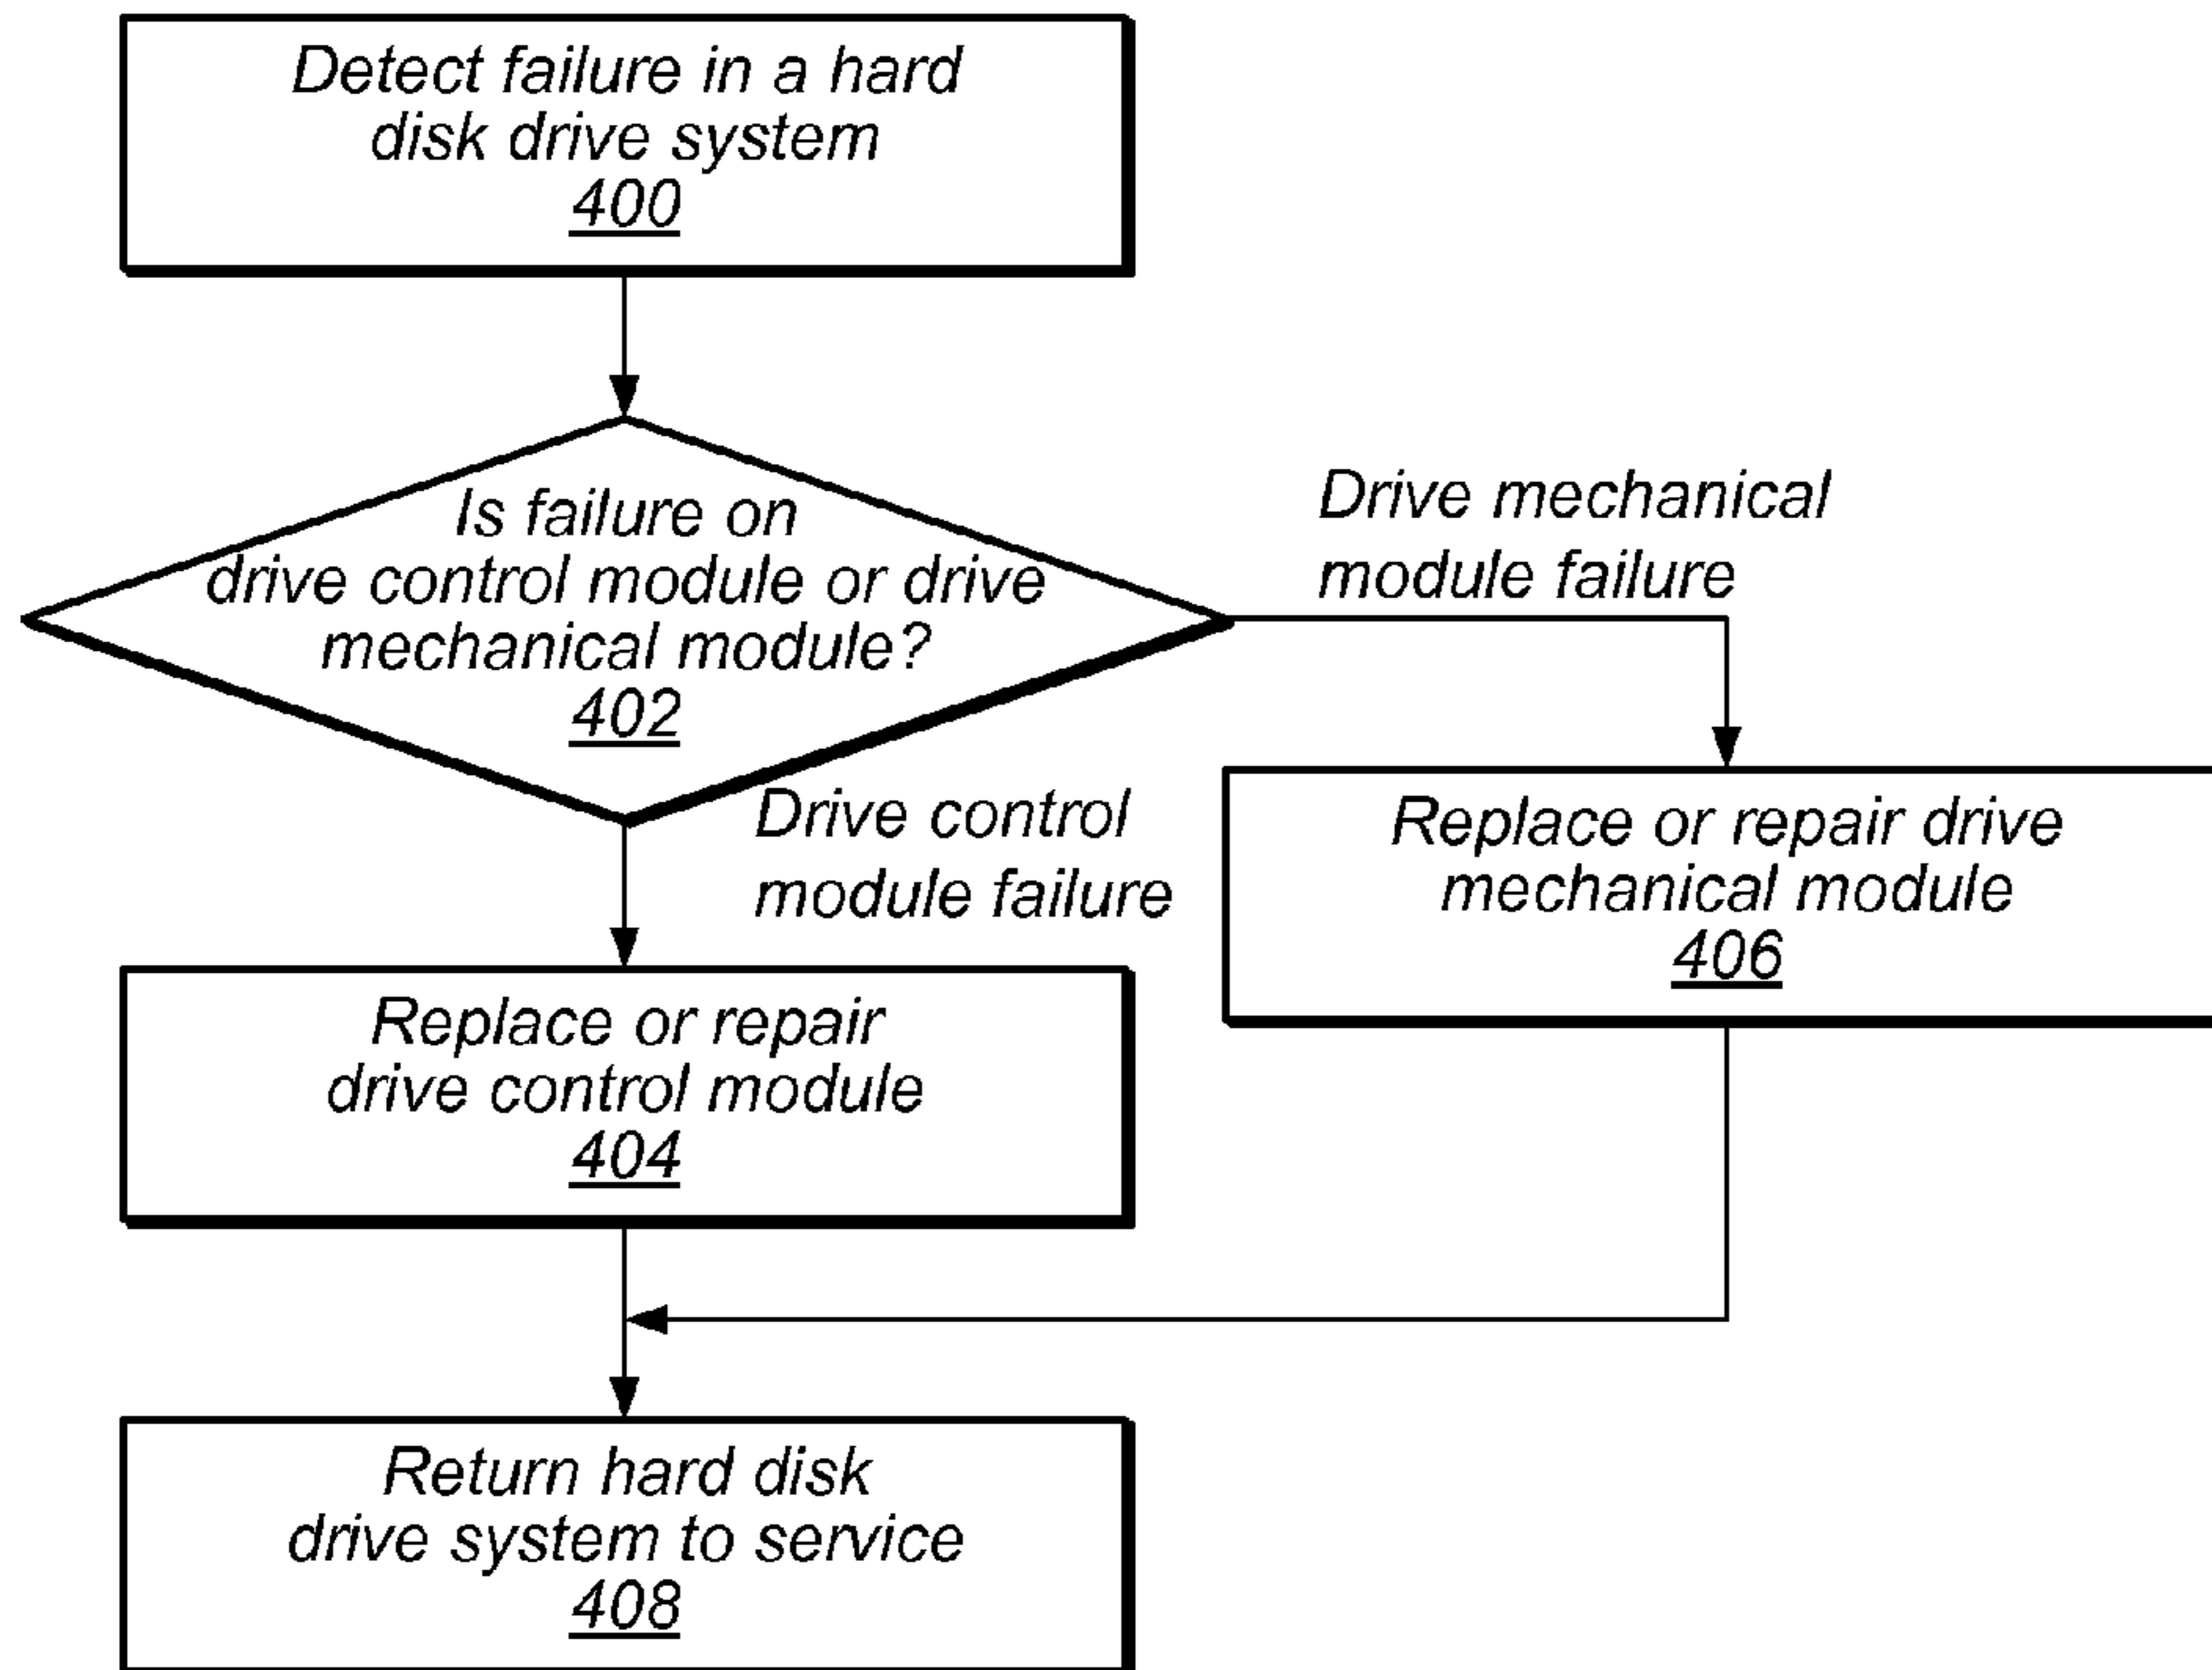 Detect failure in a hard
disk drive system
400
Is failure on
drive control module or drive
mechanical module?
402
Drive mechanical
module failure
Drive control
module failure
Replace or repair drive
mechanical module
406
Replace or repair
drive control module
404
Return hard disk
drive system to service
408